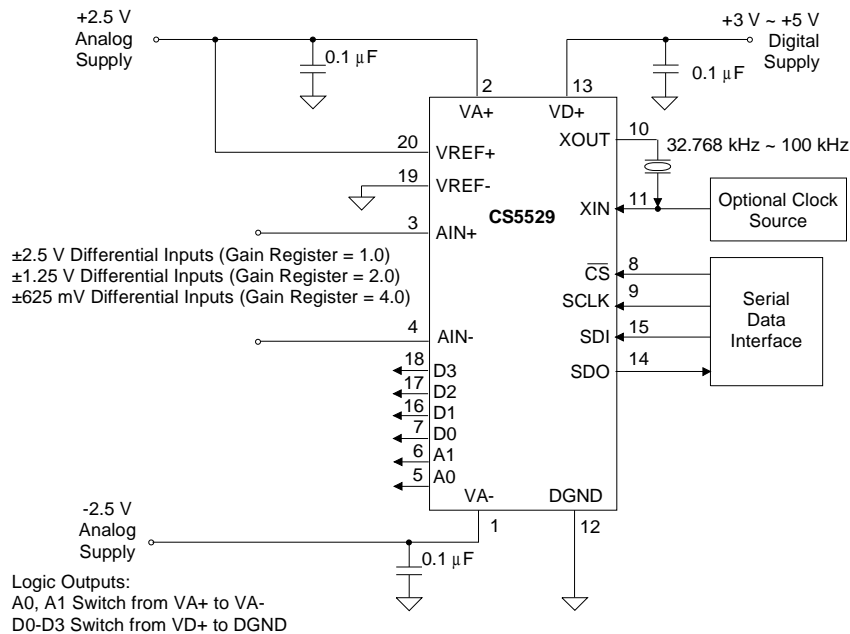 +2.5 V
Analog
Supply
0.1 µF
+3 V ~ +5 V
Digital
Supply
0.1 µF
2
13
VA+
VD+
XOUT
10
32.768 kHz ~ 100 kHz
20
VREF+
19
VREF-
CS5529
XIN
11
Optional Clock
Source
3
AIN+
±2.5 V Differential Inputs (Gain Register = 1.0)
±1.25 V Differential Inputs (Gain Register = 2.0)
±625 mV Differential Inputs (Gain Register = 4.0)
CS
8
SCLK
9
SDI
15
SDO
14
Serial
Data
Interface
4
AIN-
18
D3
17
D2
16
D1
7
D0
6
A1
5
A0
VA-
DGND
1
12
-2.5 V
Analog
Supply
0.1 µF
Logic Outputs:
A0, A1 Switch from VA+ to VA-
D0-D3 Switch from VD+ to DGND